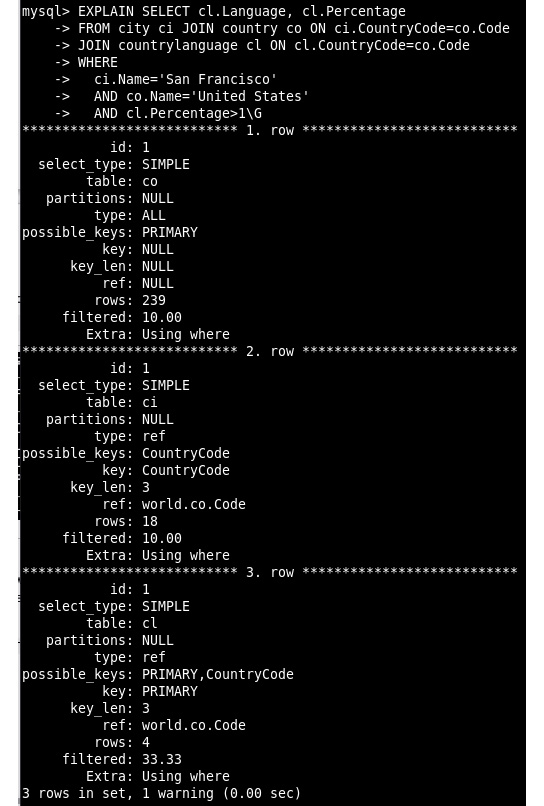 mysql> EXPLAIN SELECT cl.Language, cl.Percentage
    -> FROM city ci JOIN country co ON ci.CountryCode=co.Code
    -> JOIN countrylanguage cl ON cl.CountryCode=co.Code
    -> WHERE
    ->   ci.Name='San Francisco'
    ->   AND co.Name='United States'
    ->   AND cl.Percentage>1\G
*************************** 1. row ***************************
           id: 1
  select_type: SIMPLE
        table: co
   partitions: NULL
         type: ALL
possible_keys: PRIMARY
          key: NULL
      key_len: NULL
          ref: NULL
         rows: 239
     filtered: 10.00
        Extra: Using where
*************************** 2. row ***************************
           id: 1
  select_type: SIMPLE
        table: ci
   partitions: NULL
         type: ref
possible_keys: CountryCode
          key: CountryCode
      key_len: 3
          ref: world.co.Code
         rows: 18
     filtered: 10.00
        Extra: Using where
*************************** 3. row ***************************
           id: 1
  select_type: SIMPLE
        table: cl
   partitions: NULL
         type: ref
possible_keys: PRIMARY,CountryCode
          key: PRIMARY
      key_len: 3
          ref: world.co.Code
         rows: 4
     filtered: 33.33
        Extra: Using where
3 rows in set, 1 warning (0.00 sec)